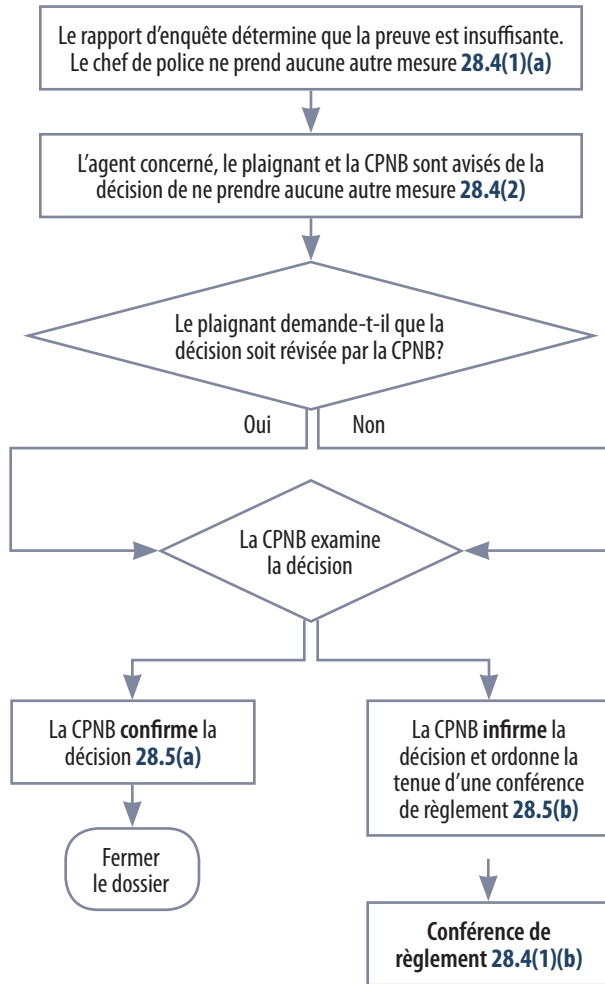 Le rapport d’enquête détermine que la preuve est insuffisante.
Le chef de police ne prend aucune autre mesure 28.4(1)(a)
L’agent concerné, le plaignant et la CPNB sont avisés de la
décision de ne prendre aucune autre mesure 28.4(2)
Le plaignant demande-t-il que la
décision soit révisée par la CPNB?
Oui
Non
La CPNB examine
la décision
La CPNB confirme la
décision 28.5(a)
Fermer
le dossier
La CPNB infirme la
décision et ordonne la
tenue d’une conférence
de règlement 28.5(b)
Conférence de
règlement 28.4(1)(b)